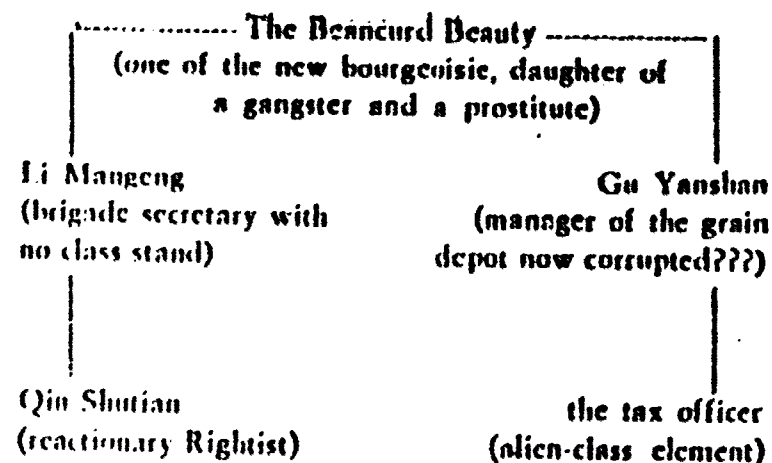 The Beancurd Beauty
(one of the new bourgeoisie, daughter of
a gangster and a prostitute)
Li Mangeng
(brigade secretary with
no class stand)
Gu Yanshan
(manager of the grain
depot now corrupted???)
Qin Shutian
(reactionary Rightist)
the tax officer
(alien-class element)